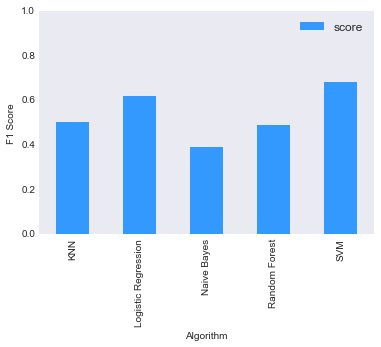 1.0
0.8
0.6
0.4
0.2
0.0
F1 Score
score
KNN
Logistic Regression
Naive Bayes
Random Forest
SVM
Algorithm